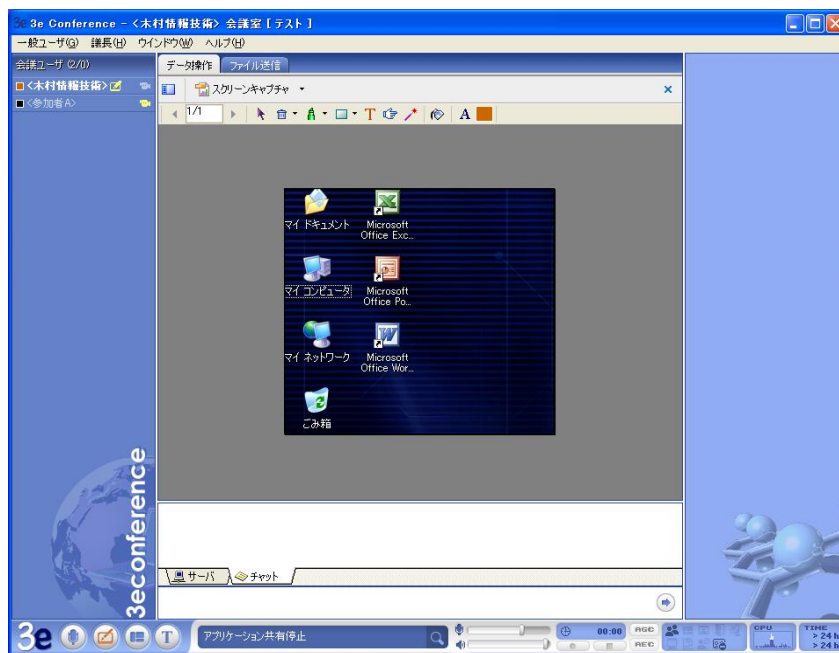 3e 3e Conference - <木村情報技術> 会議室 [ テスト ]
一般ユーザ(G) 議長(H) ウインドウ(W) ヘルプ(H)
会議ユーザ (2/0)
データ操作 ファイル送信
<木村情報技術>
<参加者A>
スクリーンキャプチャ
1/1
T
A
マイ ドキュメント
Microsoft
Office Exc...
マイ コンピュータ
Microsoft
Office Po...
マイ ネットワーク
Microsoft
Office Wor...
ごみ箱
3econference
サーバ チャット
3e
T
アプリケーション共有停止
00:00
AGC
AEC
CPU
TIME
> 24 h
> 24 h